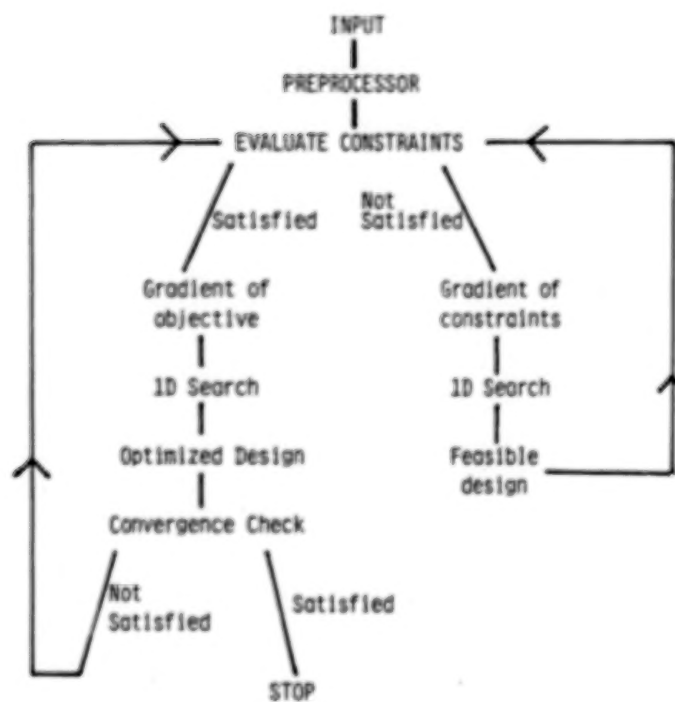 INPUT
PREPROCESSOR
EVALUATE CONSTRAINTS
Satisfied
Not
Satisfied
Gradient of
objective
Gradient of
constraints
1D Search
1D Search
Optimized Design
Feasible
design
Convergence Check
Not
Satisfied
Satisfied
STOP